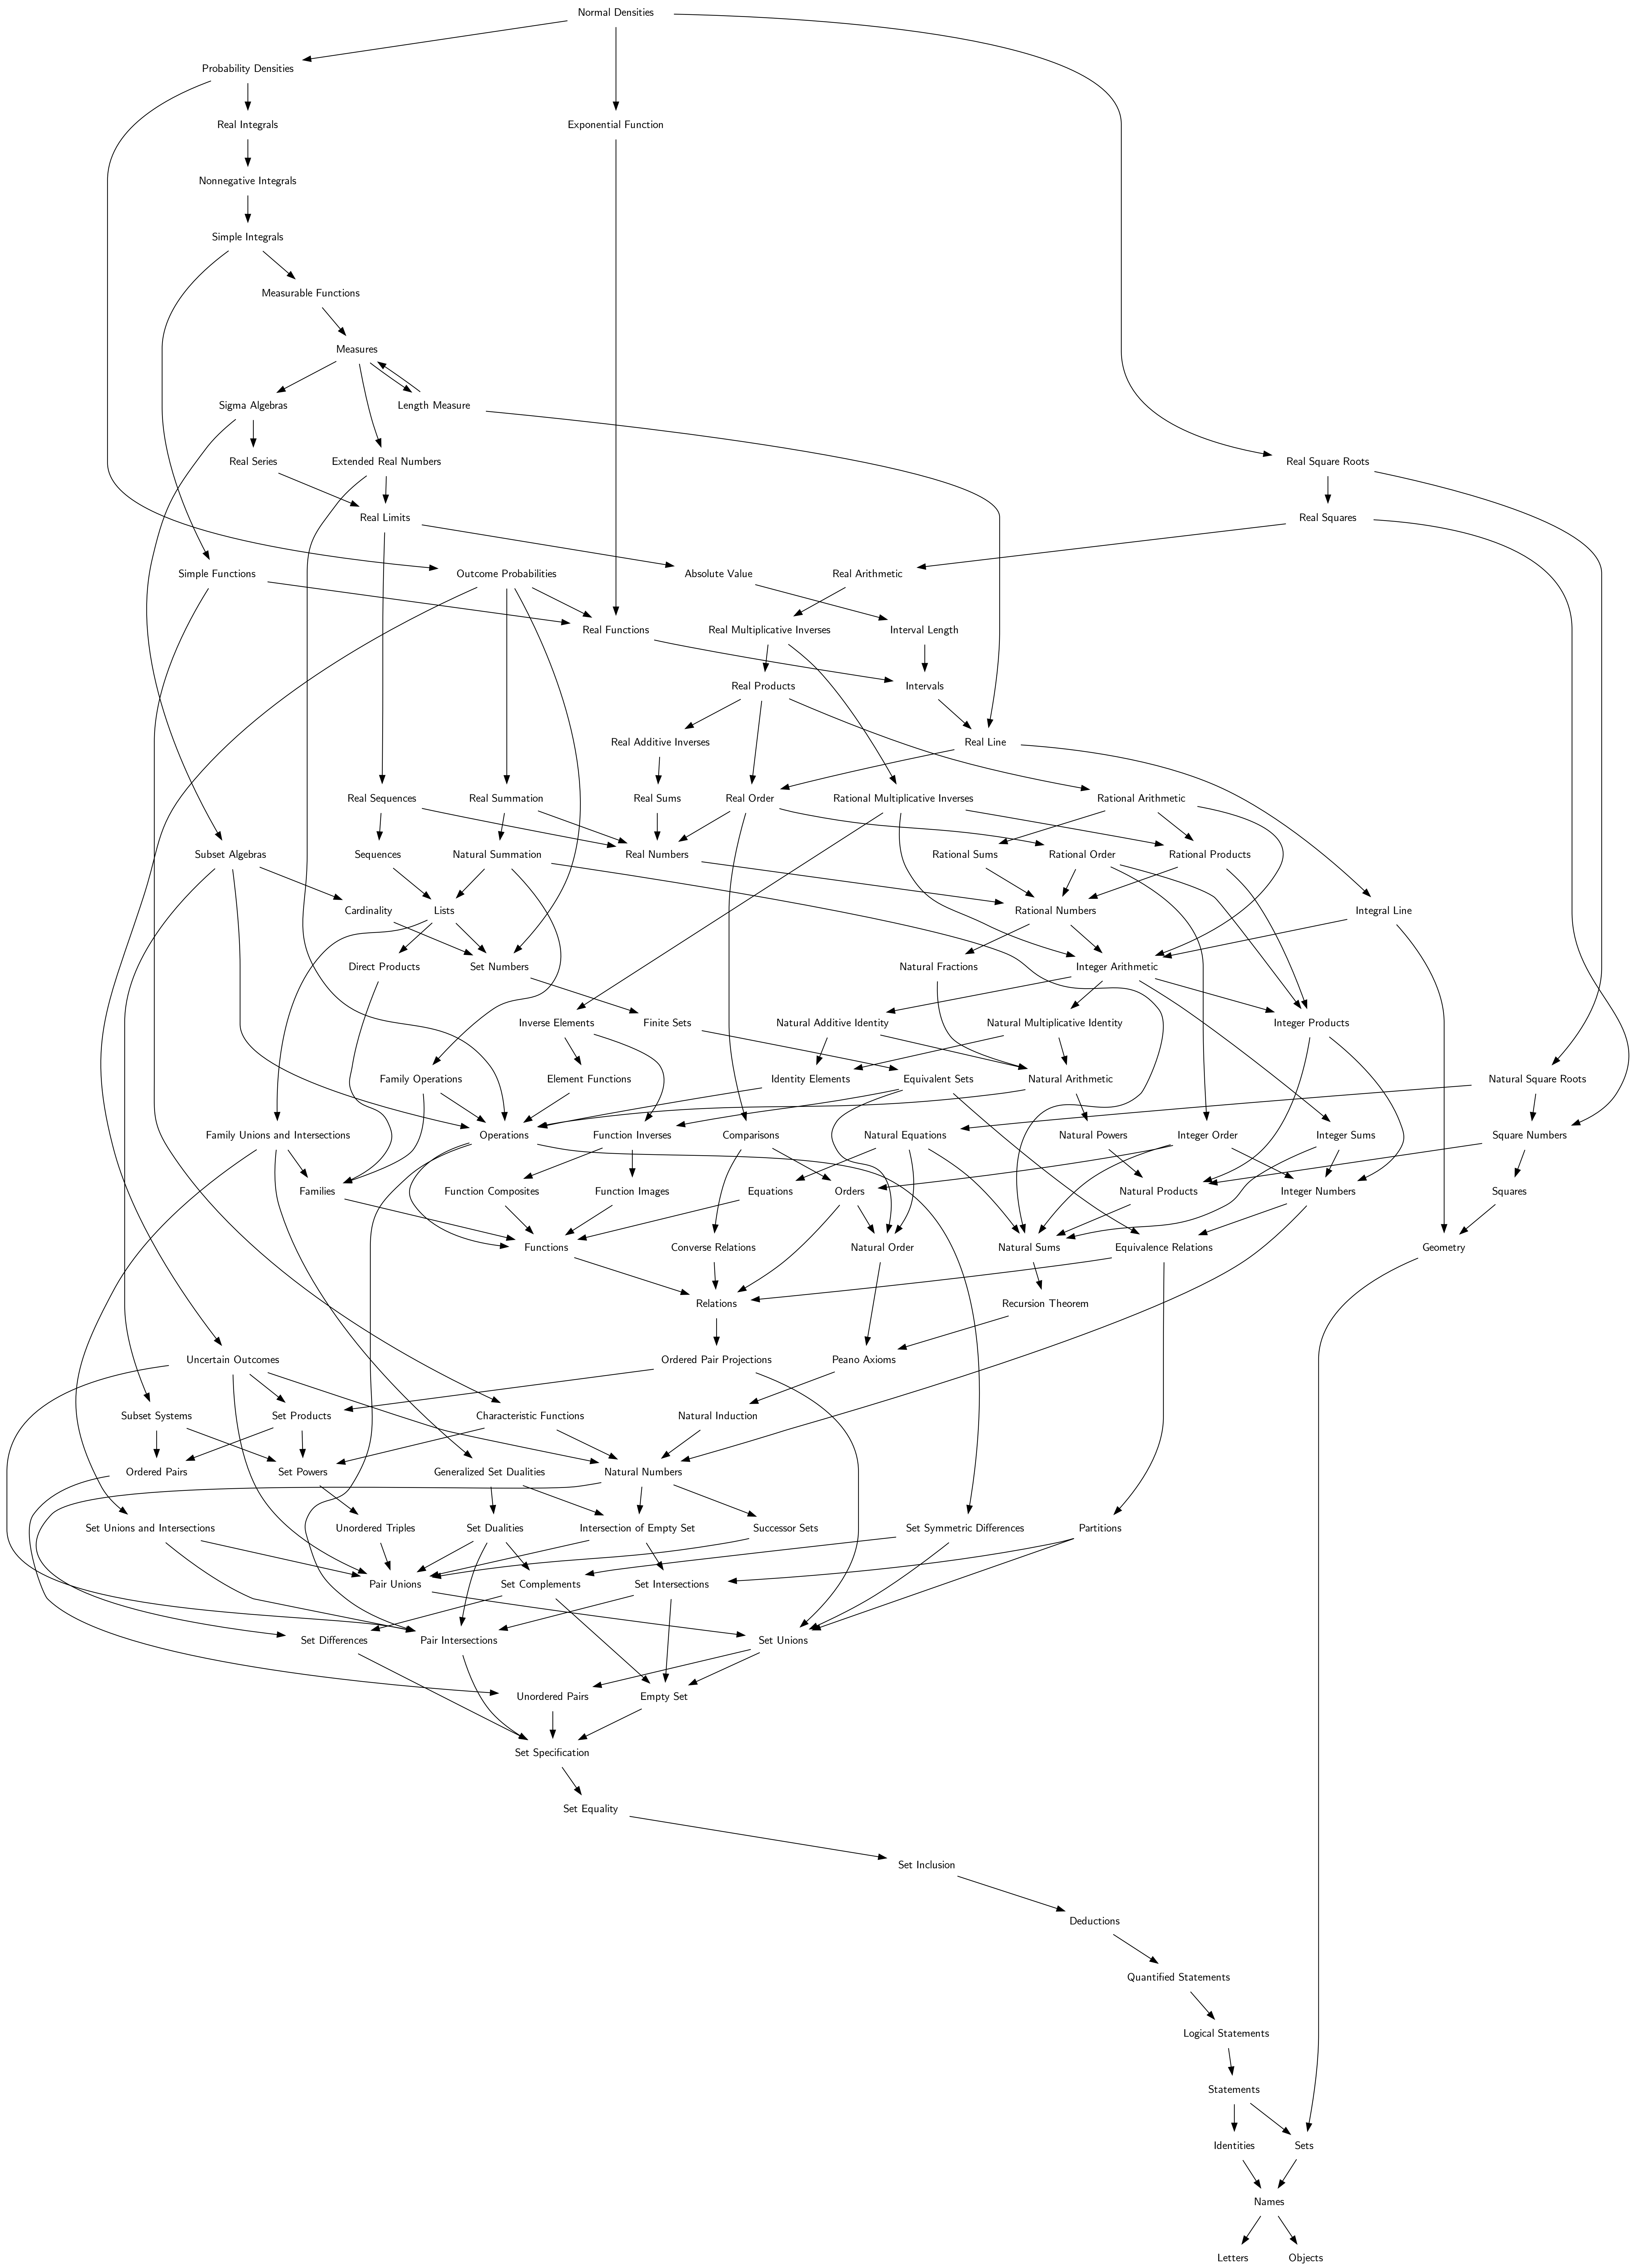 Normal Densities
Probability Densities
Real Integrals
Exponential Function
Nonnegative Integrals
Simple Integrals
Measurable Functions
Measures
Sigma Algebras
Length Measure
Real Series
Extended Real Numbers
Real Square Roots
Real Limits
Real Squares
Simple Functions
Outcome Probabilities
Absolute Value
Real Arithmetic
Real Functions
Real Multiplicative Inverses
Interval Length
Real Products
Intervals
Real Additive Inverses
Real Line
Real Sequences
Real Summation
Real Sums
Real Order
Rational Multiplicative Inverses
Rational Arithmetic
Subset Algebras
Sequences
Natural Summation
Real Numbers
Rational Sums
Rational Order
Rational Products
Cardinality
Lists
Rational Numbers
Integral Line
Direct Products
Set Numbers
Natural Fractions
Integer Arithmetic
Inverse Elements
Finite Sets
Natural Additive Identity
Natural Multiplicative Identity
Integer Products
Family Operations
Element Functions
Identity Elements
Equivalent Sets
Natural Arithmetic
Natural Square Roots
Family Unions and Intersections
Operations
Function Inverses
Comparisons
Natural Equations
Natural Powers
Integer Order
Integer Sums
Square Numbers
Families
Function Composites
Function Images
Equations
Orders
Natural Products
Integer Numbers
Squares
Functions
Converse Relations
Natural Order
Natural Sums
Equivalence Relations
Geometry
Relations
Recursion Theorem
Uncertain Outcomes
Ordered Pair Projections
Peano Axioms
Subset Systems
Set Products
Characteristic Functions
Natural Induction
Ordered Pairs
Set Powers
Generalized Set Dualities
Natural Numbers
Set Unions and Intersections
Unordered Triples
Set Dualities
Intersection of Empty Set
Successor Sets
Set Symmetric Differences
Partitions
Pair Unions
Set Complements
Set Intersections
Set Differences
Pair Intersections
Set Unions
Unordered Pairs
Empty Set
Set Specification
Set Equality
Set Inclusion
Deductions
Quantified Statements
Logical Statements
Statements
Identities
Sets
Names
Letters
Objects